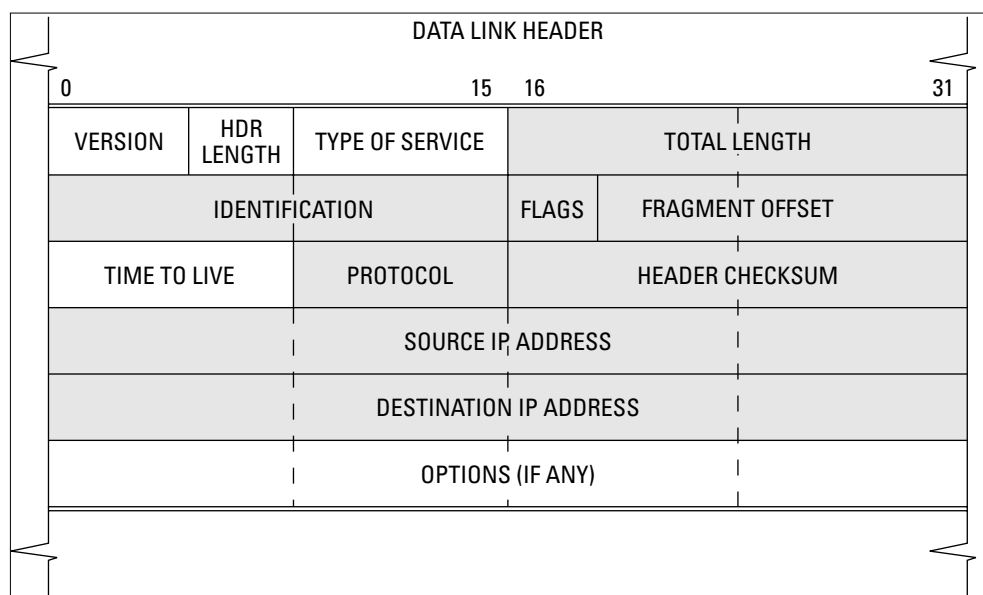 DATA LINK HEADER
0 15 16 31
VERSION HDR LENGTH TYPE OF SERVICE TOTAL LENGTH
IDENTIFICATION FLAGS FRAGMENT OFFSET
TIME TO LIVE PROTOCOL HEADER CHECKSUM
SOURCE IP ADDRESS
DESTINATION IP ADDRESS
OPTIONS (IF ANY)